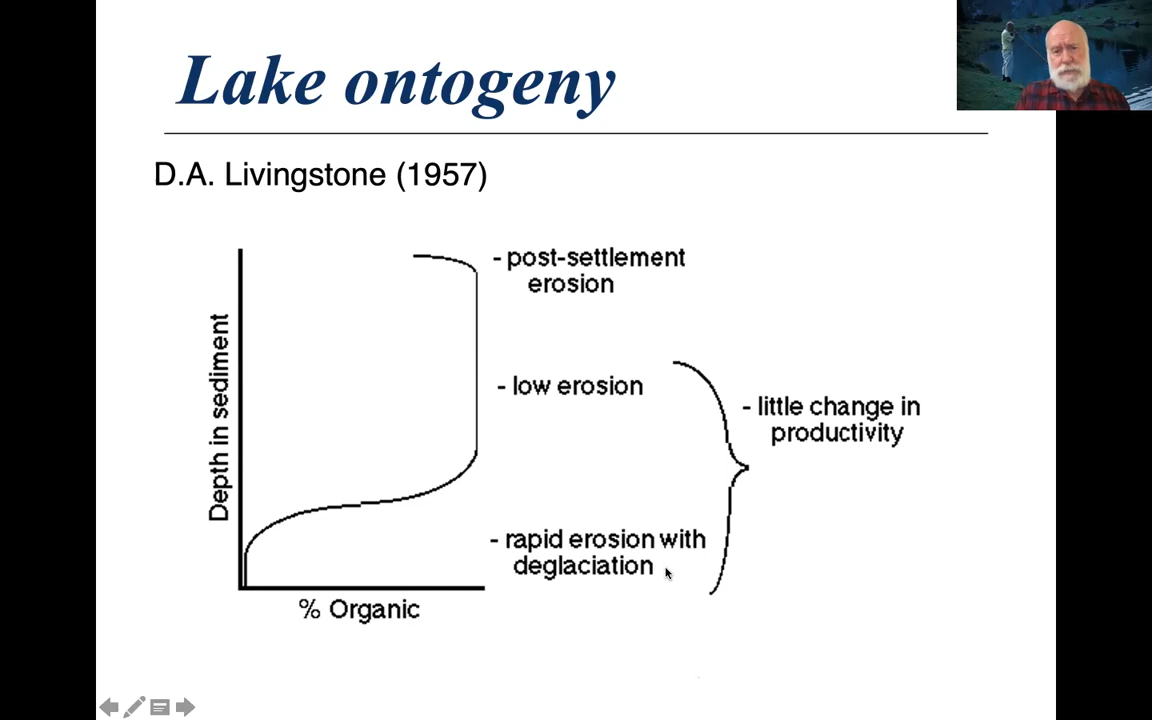 Lake ontogeny
D.A. Livingstone (1957)
- post-settlement
erosion
- low erosion
- little change in
productivity
- rapid erosion with
deglaciation
Depth in sediment
% Organic